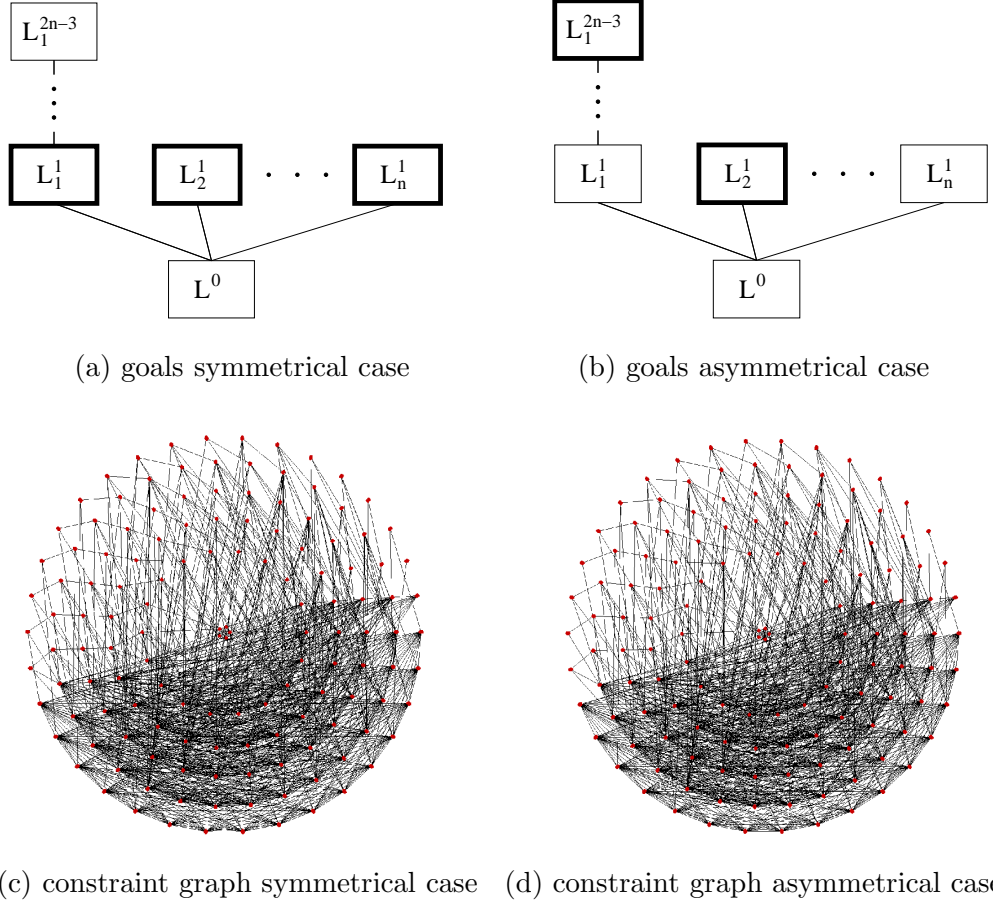 L_1^{2n−3}
L_1^{2n−3}
L_1^1 L_2^1 · · · L_n^1
L_1^1 L_2^1 · · · L_n^1
L^0
L^0
(a) goals symmetrical case
(b) goals asymmetrical case
(c) constraint graph symmetrical case
(d) constraint graph asymmetrical case